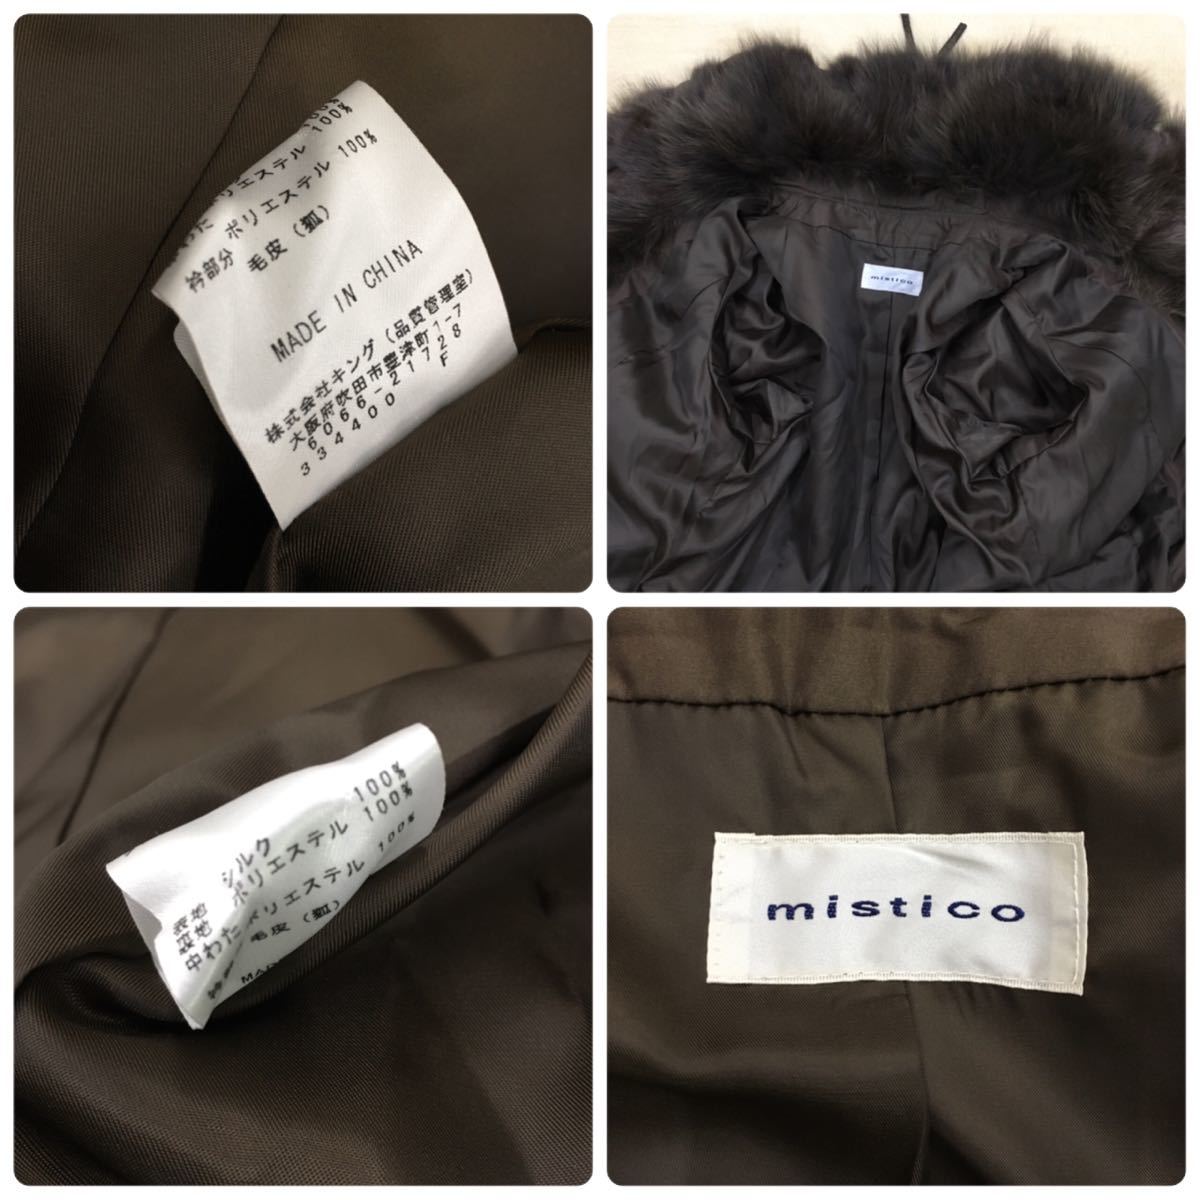 100%
ポリエステル 100%
衿部分 ポリエステル 100%
毛皮（狐）
MADE IN CHINA
株式会社キング（品質管理室）
大阪府吹田市豊津町1-7
6066-21728
334400 F
mistico
表地 シルク 100%
裏地 ポリエステル 100%
中わた ポリエステル 100%
毛皮（狐）
mistico